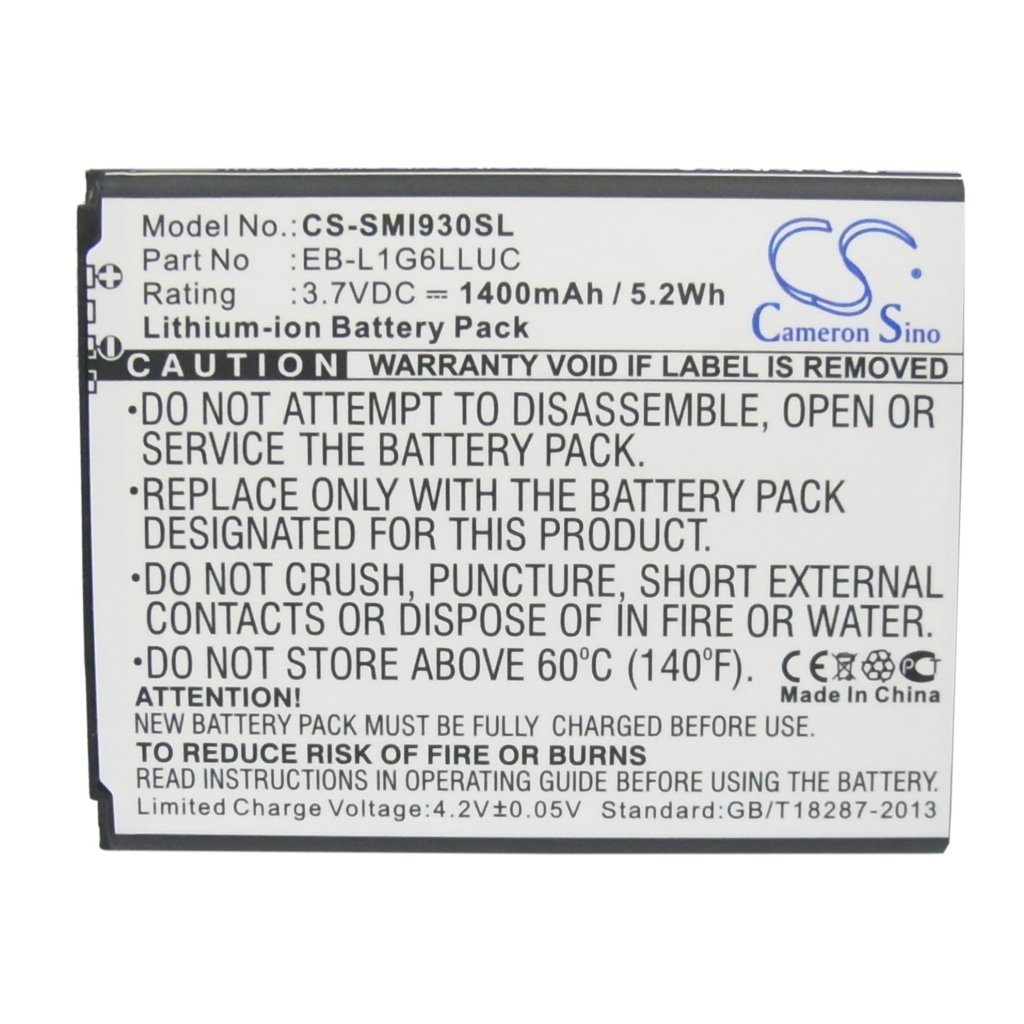 Model No.: CS-SMI930SL
Part No : EB-L1G6LLUC
Rating : 3.7VDC ⎓ 1400mAh / 5.2Wh
Lithium-ion Battery Pack
CS
Cameron Sino
CAUTION WARRANTY VOID IF LABEL IS REMOVED
•DO NOT ATTEMPT TO DISASSEMBLE, OPEN OR
SERVICE THE BATTERY PACK.
•REPLACE ONLY WITH THE BATTERY PACK
DESIGNATED FOR THIS PRODUCT.
•DO NOT CRUSH, PUNCTURE, SHORT EXTERNAL
CONTACTS OR DISPOSE OF IN FIRE OR WATER.
•DO NOT STORE ABOVE 60°C (140°F).
CE PCT
Made In China
ATTENTION!
NEW BATTERY PACK MUST BE FULLY CHARGED BEFORE USE.
TO REDUCE RISK OF FIRE OR BURNS
READ INSTRUCTIONS IN OPERATING GUIDE BEFORE USING THE BATTERY.
Limited Charge Voltage:4.2V±0.05V Standard:GB/T18287-2013